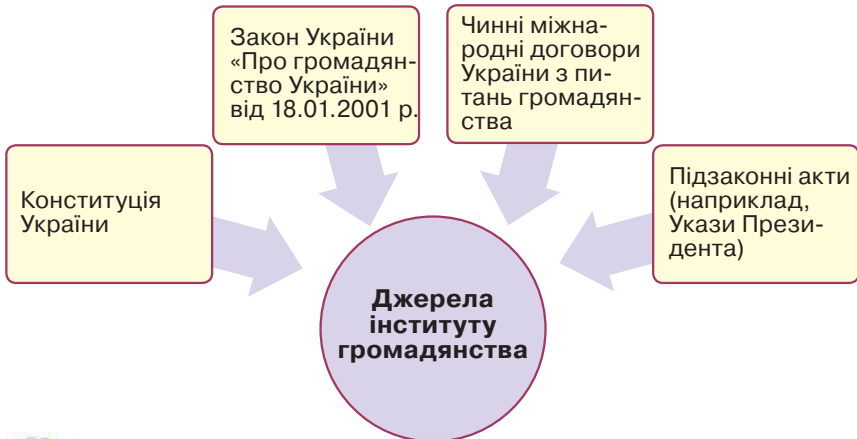 Конституція
України
Закон України
«Про громадян-
ство України»
від 18.01.2001 р.
Чинні міжна-
родні договори
України з пи-
тань громадян-
ства
Підзаконні акти
(наприклад,
Укази Прези-
дента)
Джерела
інституту
громадянства